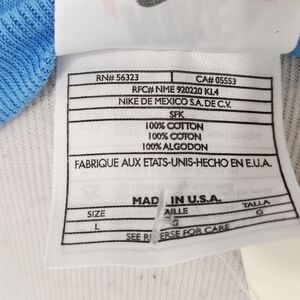 RN# 56323 CA# 05553
RFC# NME 920220 KL4
NIKE DE MEXICO S.A. DE C.V.
SFK
100% COTTON
100% COTON
100% ALGODON
FABRIQUE AUX ETATS-UNIS-HECHO EN E.U.A.
MADE IN U.S.A.
SIZE TAILLE TALLA
L G G
SEE REVERSE FOR CARE